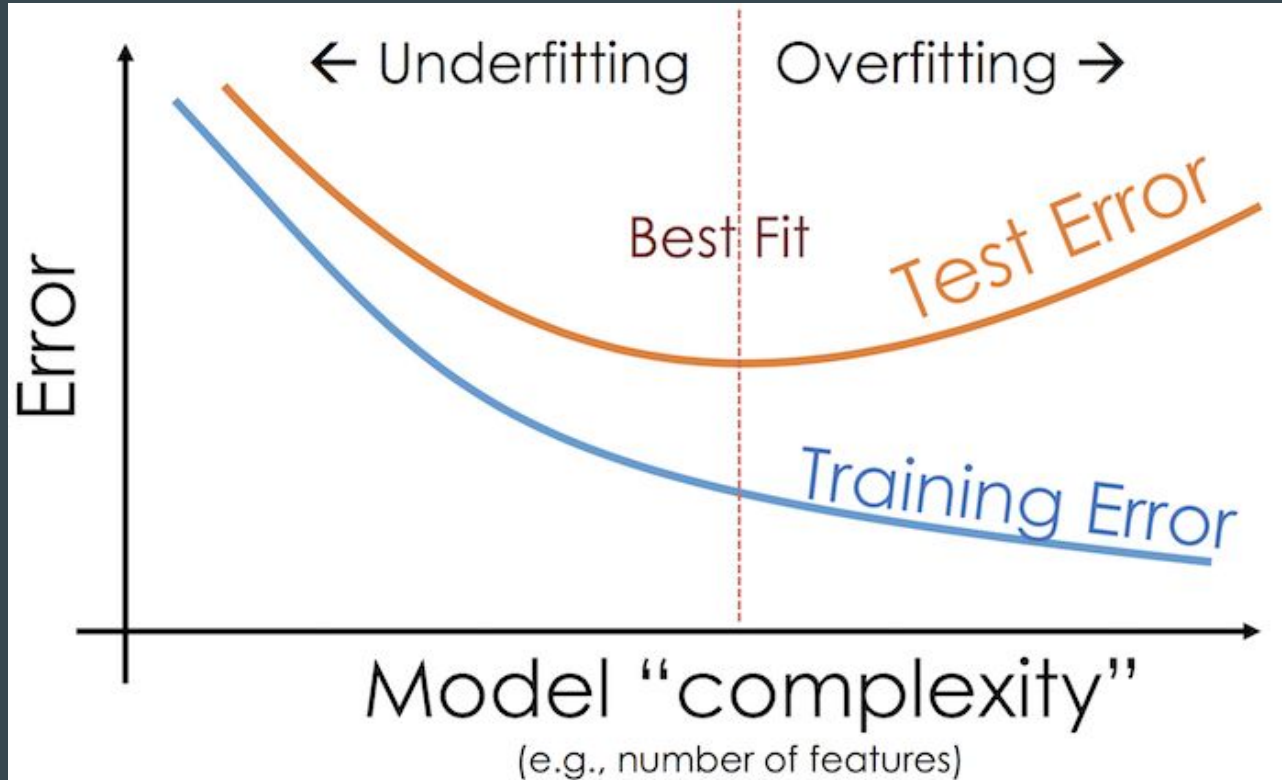 ← Underfitting
Overfitting →
Best Fit
Test Error
Error
Training Error
Model “complexity”
(e.g., number of features)